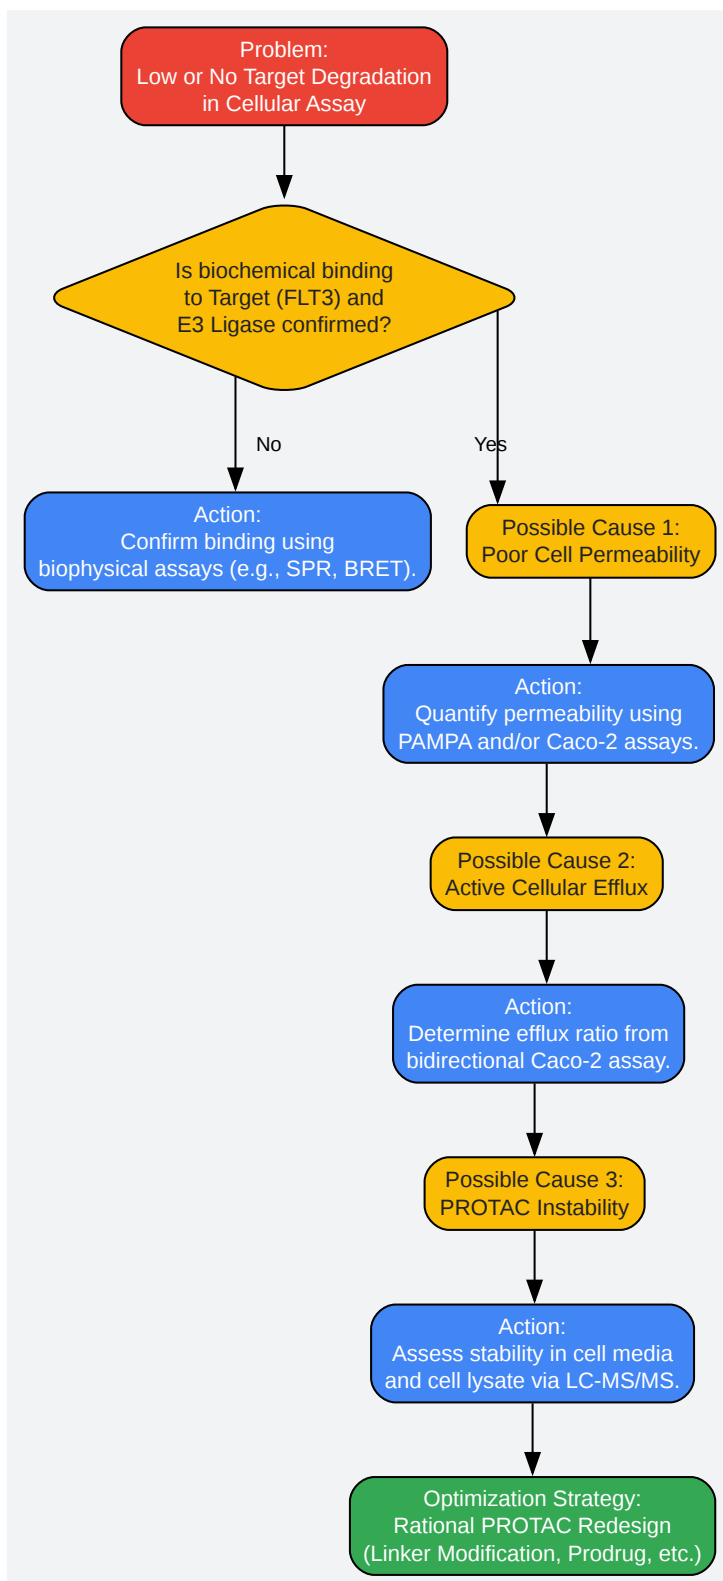 Problem:
Low or No Target Degradation
in Cellular Assay
Is biochemical binding
to Target (FLT3) and
E3 Ligase confirmed?
No
Yes
Action:
Confirm binding using
biophysical assays (e.g., SPR, BRET).
Possible Cause 1:
Poor Cell Permeability
Action:
Quantify permeability using
PAMPA and/or Caco-2 assays.
Possible Cause 2:
Active Cellular Efflux
Action:
Determine efflux ratio from
bidirectional Caco-2 assay.
Possible Cause 3:
PROTAC Instability
Action:
Assess stability in cell media
and cell lysate via LC-MS/MS.
Optimization Strategy:
Rational PROTAC Redesign
(Linker Modification, Prodrug, etc.)